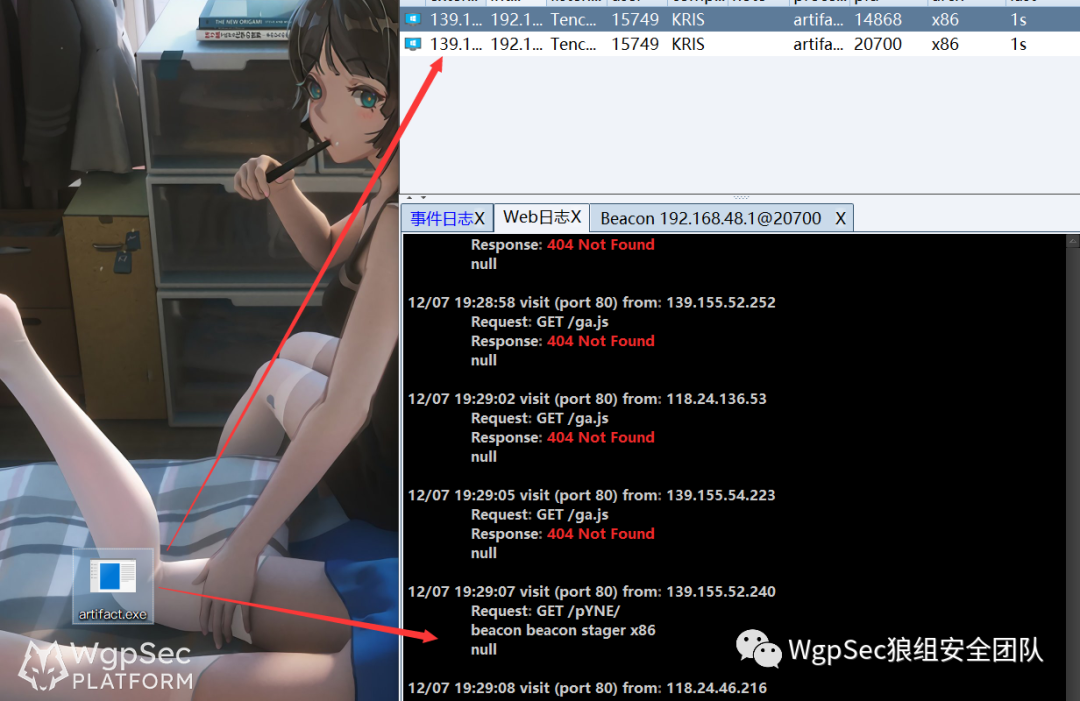 THE NEW ORIGAMI
139.1... 192.1... Tenc... 15749 KRIS artifa... 14868 x86 1s
139.1... 192.1... Tenc... 15749 KRIS artifa... 20700 x86 1s
事件日志X Web日志X Beacon 192.168.48.1@20700 X
Response: 404 Not Found
null
12/07 19:28:58 visit (port 80) from: 139.155.52.252
Request: GET /ga.js
Response: 404 Not Found
null
12/07 19:29:02 visit (port 80) from: 118.24.136.53
Request: GET /ga.js
Response: 404 Not Found
null
12/07 19:29:05 visit (port 80) from: 139.155.54.223
Request: GET /ga.js
Response: 404 Not Found
null
12/07 19:29:07 visit (port 80) from: 139.155.52.240
Request: GET /pYNE/
beacon beacon stager x86
null
12/07 19:29:08 visit (port 80) from: 118.24.46.216
artifact.exe
WgpSec
PLATFORM
WgpSec狼组安全团队